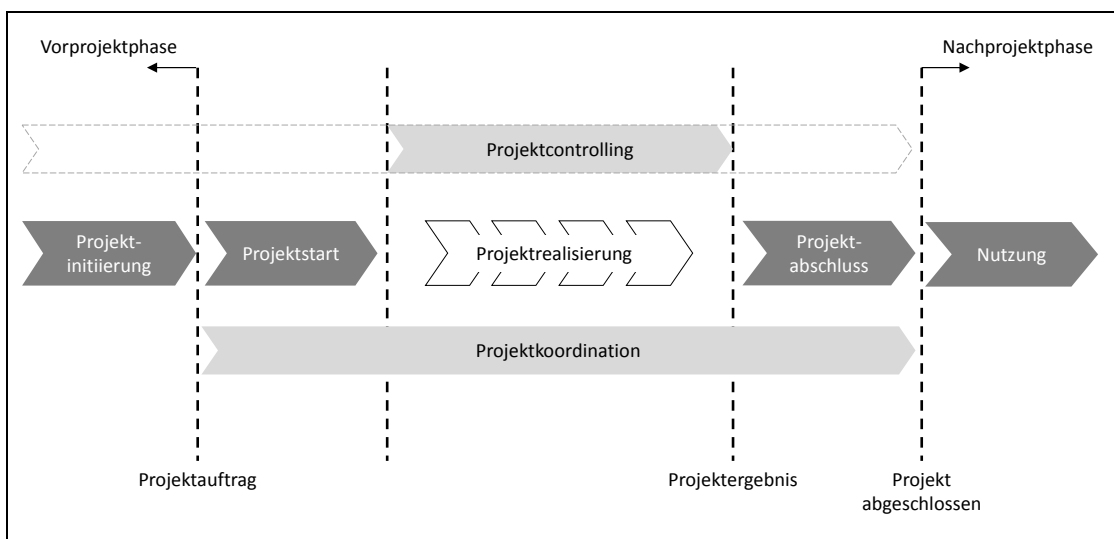 Vorprojektphase
Nachprojektphase
Projektcontrolling
Projekt-
initiierung
Projektstart
Projektrealisierung
Projekt-
abschluss
Nutzung
Projektkoordination
Projektauftrag
Projektergebnis
Projekt
abgeschlossen